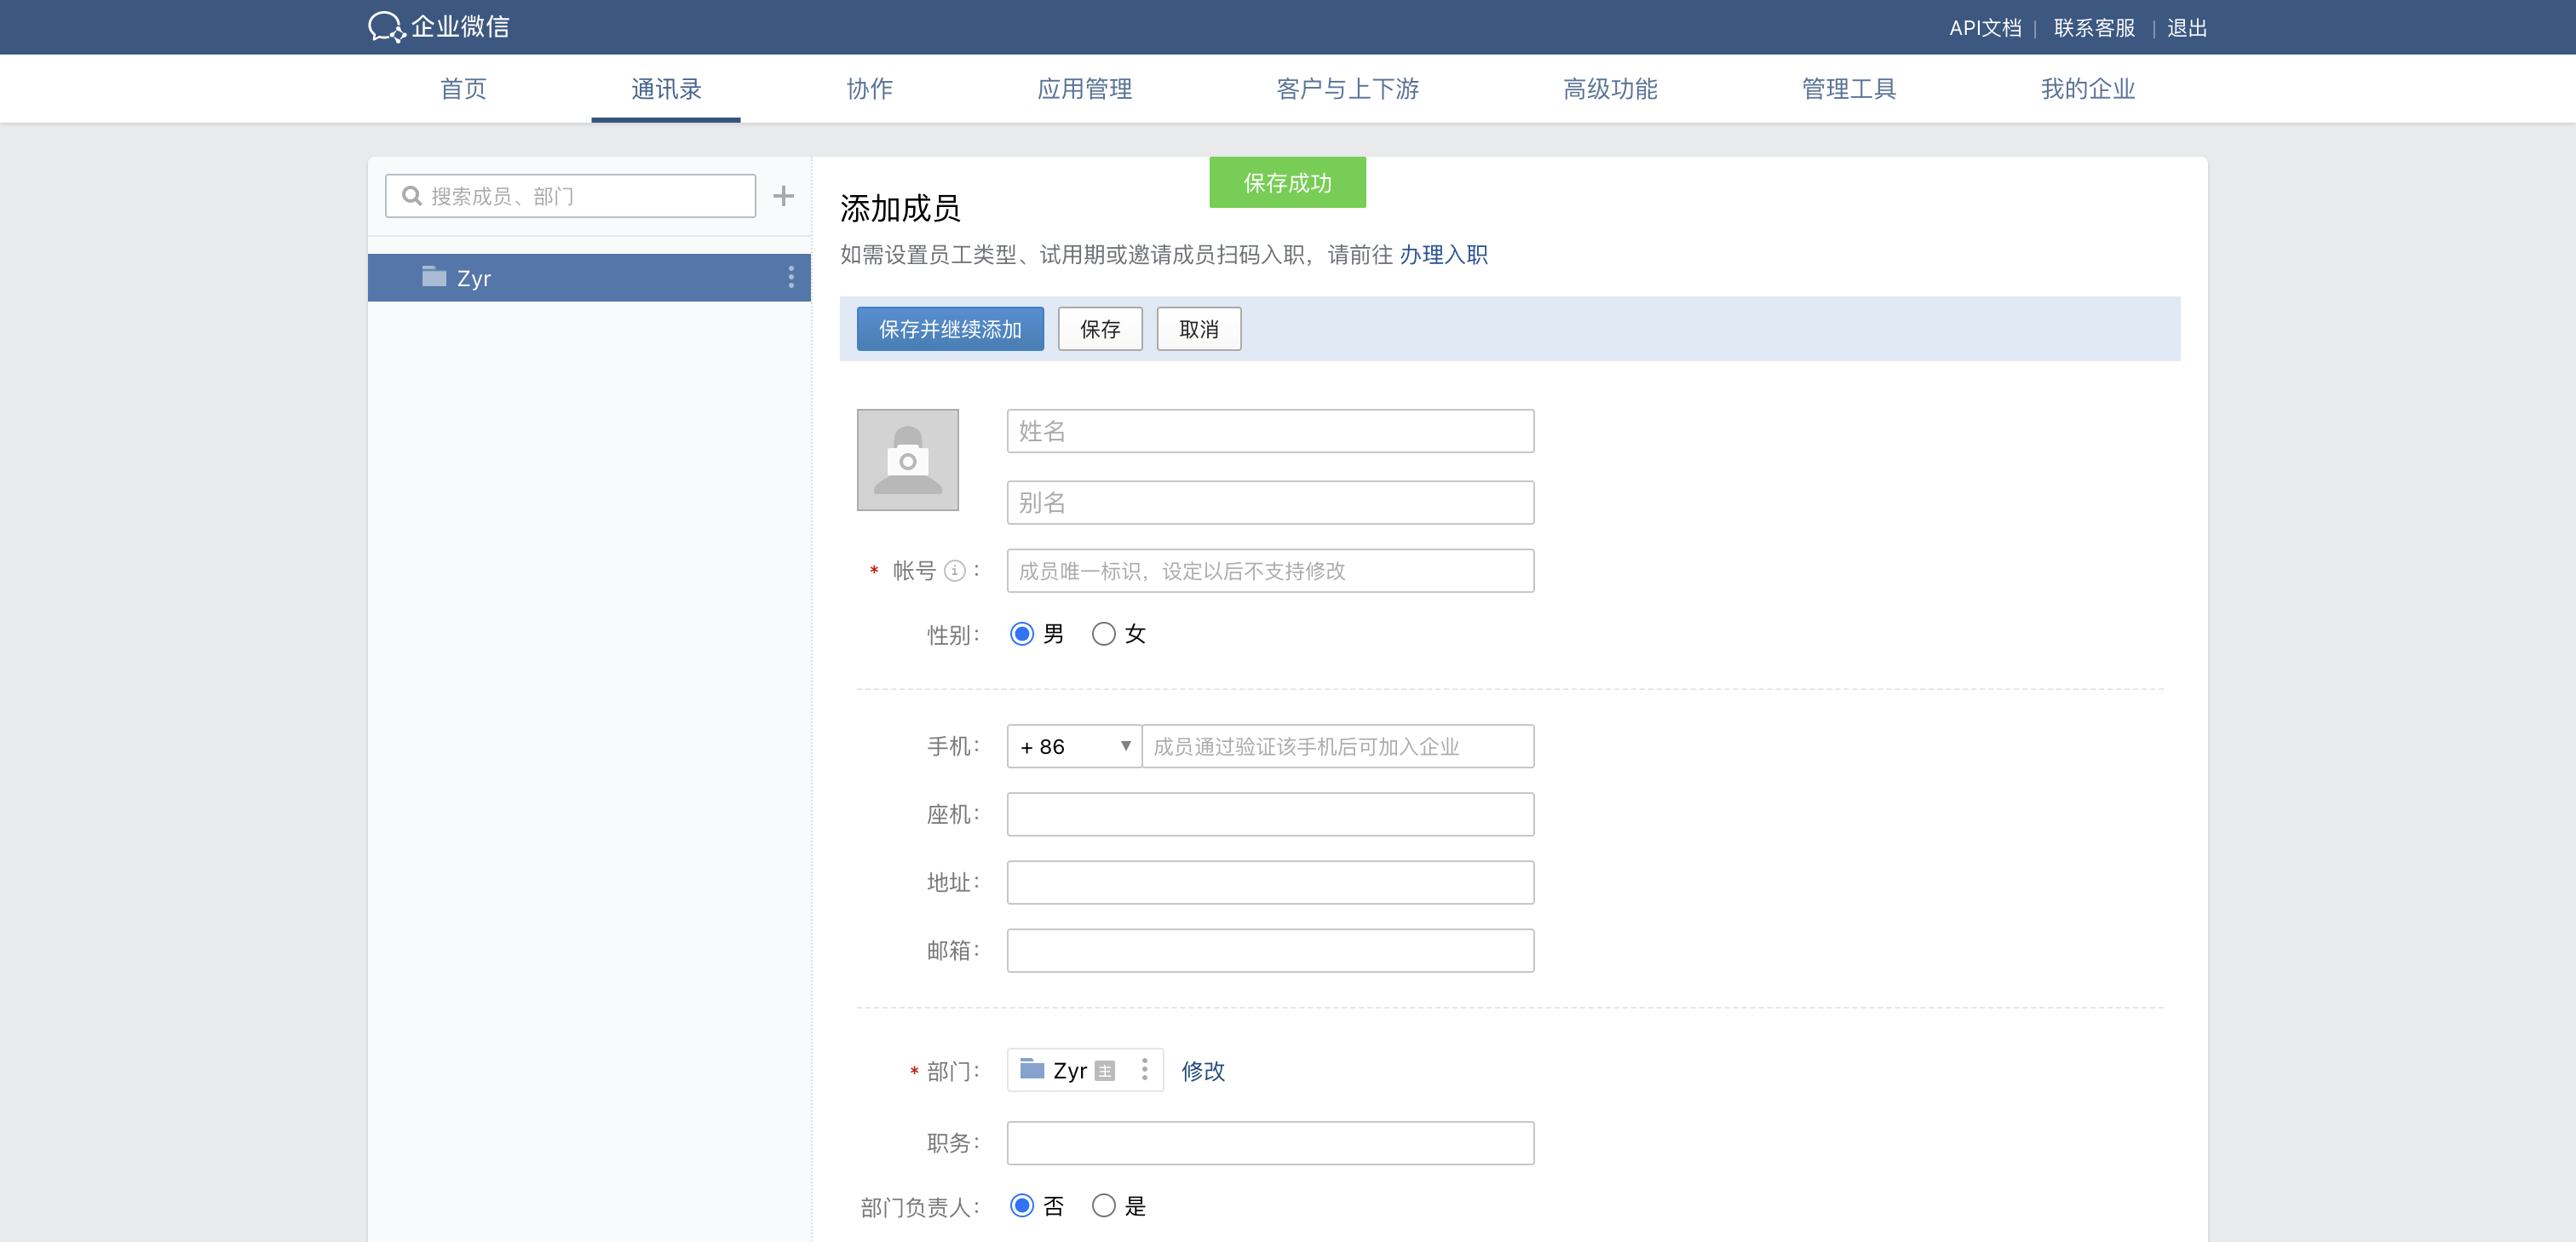 企业微信
API文档 | 联系客服 | 退出
首页 通讯录 协作 应用管理 客户与上下游 高级功能 管理工具 我的企业
搜索成员、部门
Zyr
保存成功
添加成员
如需设置员工类型、试用期或邀请成员扫码入职，请前往 办理入职
保存并继续添加 保存 取消
姓名
别名
* 帐号 : 成员唯一标识，设定以后不支持修改
性别: 男 女
手机: + 86 成员通过验证该手机后可加入企业
座机:
地址:
邮箱:
* 部门: Zyr 主 修改
职务:
部门负责人: 否 是